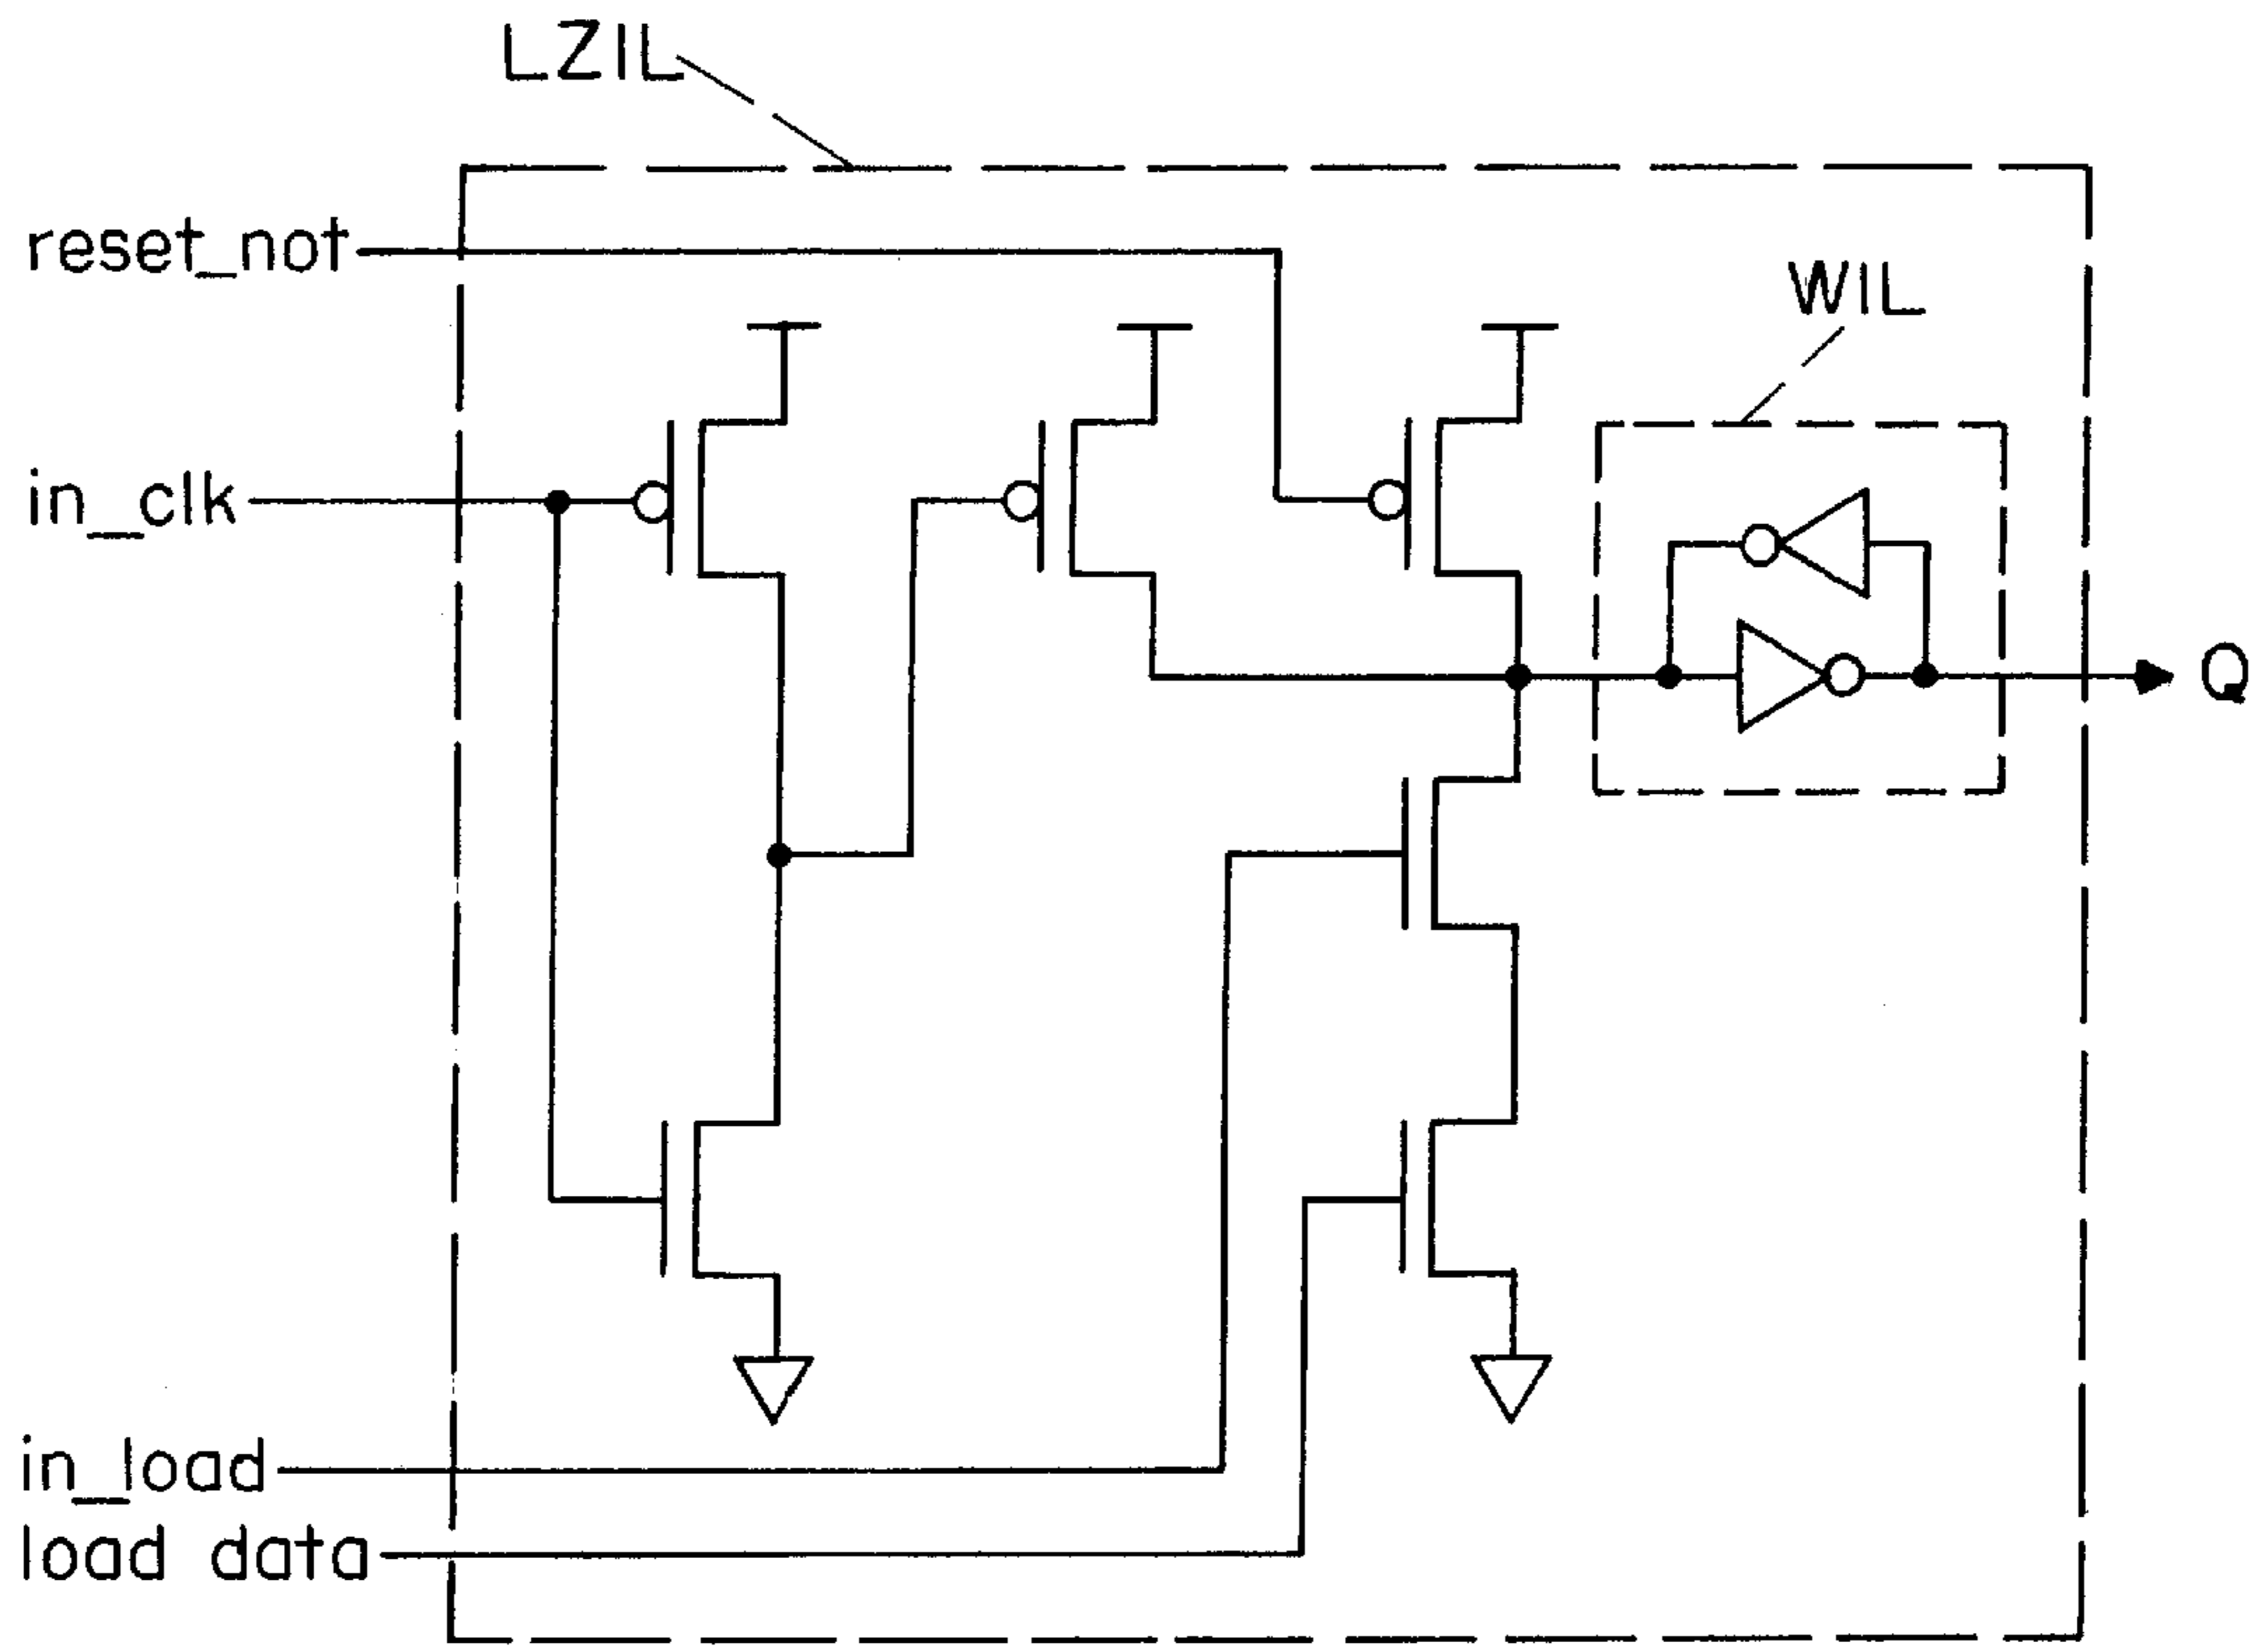 LZIL
reset_not
WIL
in_clk
Q
in_load
load data